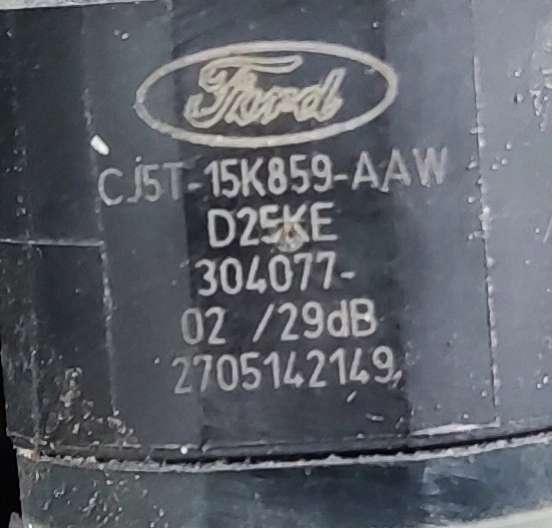 Ford
CJ5T-15K859-AAW
D25KE
304077-
02 /29dB
2705142149